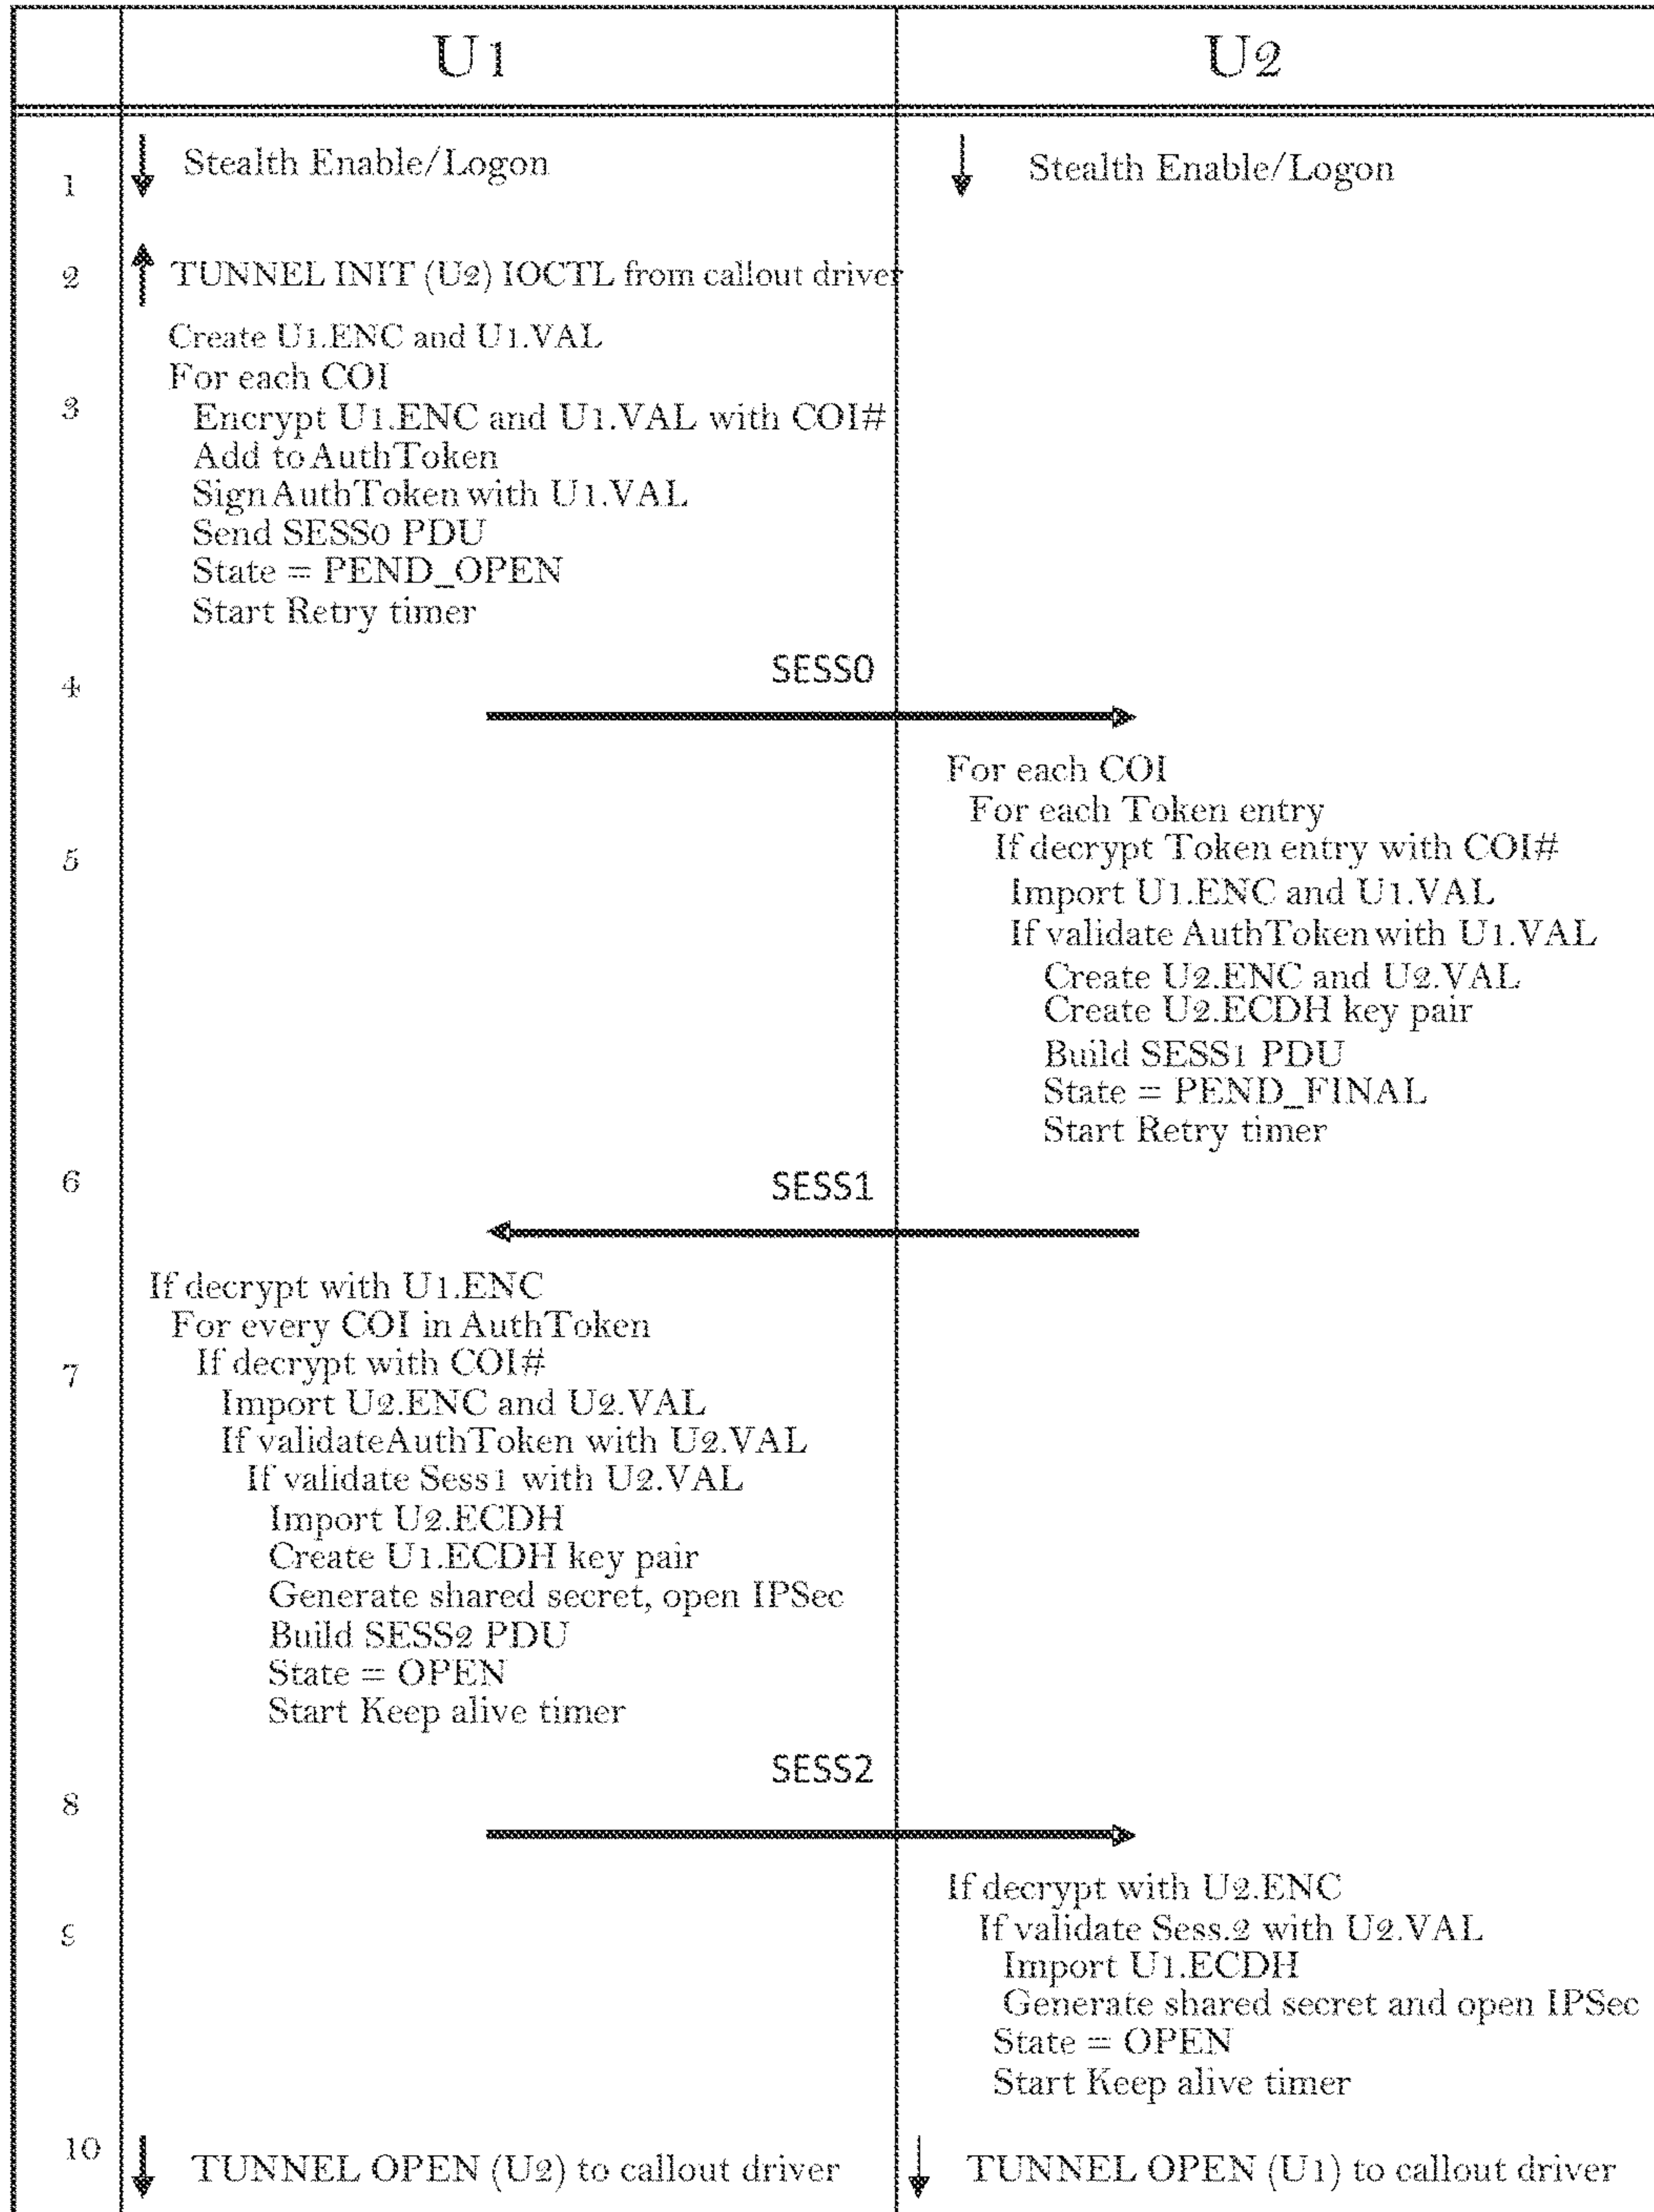 U1
U2
1
Stealth Enable/Logon
Stealth Enable/Logon
2
TUNNEL INIT (U2) IOCTL from callout driver
3
Create U1.ENC and U1.VAL
For each COI
Encrypt U1.ENC and U1.VAL with COI#
Add to AuthToken
Sign AuthToken with U1.VAL
Send SESS0 PDU
State = PEND_OPEN
Start Retry timer
4
SESS0
5
For each COI
For each Token entry
If decrypt Token entry with COI#
Import U1.ENC and U1.VAL
If validate AuthToken with U1.VAL
Create U2.ENC and U2.VAL
Create U2.ECDH key pair
Build SESS1 PDU
State = PEND_FINAL
Start Retry timer
6
SESS1
7
If decrypt with U1.ENC
For every COI in AuthToken
If decrypt with COI#
Import U2.ENC and U2.VAL
If validateAuthToken with U2.VAL
If validate Sess1 with U2.VAL
Import U2.ECDH
Create U1.ECDH key pair
Generate shared secret, open IPSec
Build SESS2 PDU
State = OPEN
Start Keep alive timer
8
SESS2
9
If decrypt with U2.ENC
If validate Sess.2 with U2.VAL
Import U1.ECDH
Generate shared secret and open IPSec
State = OPEN
Start Keep alive timer
10
TUNNEL OPEN (U2) to callout driver
TUNNEL OPEN (U1) to callout driver